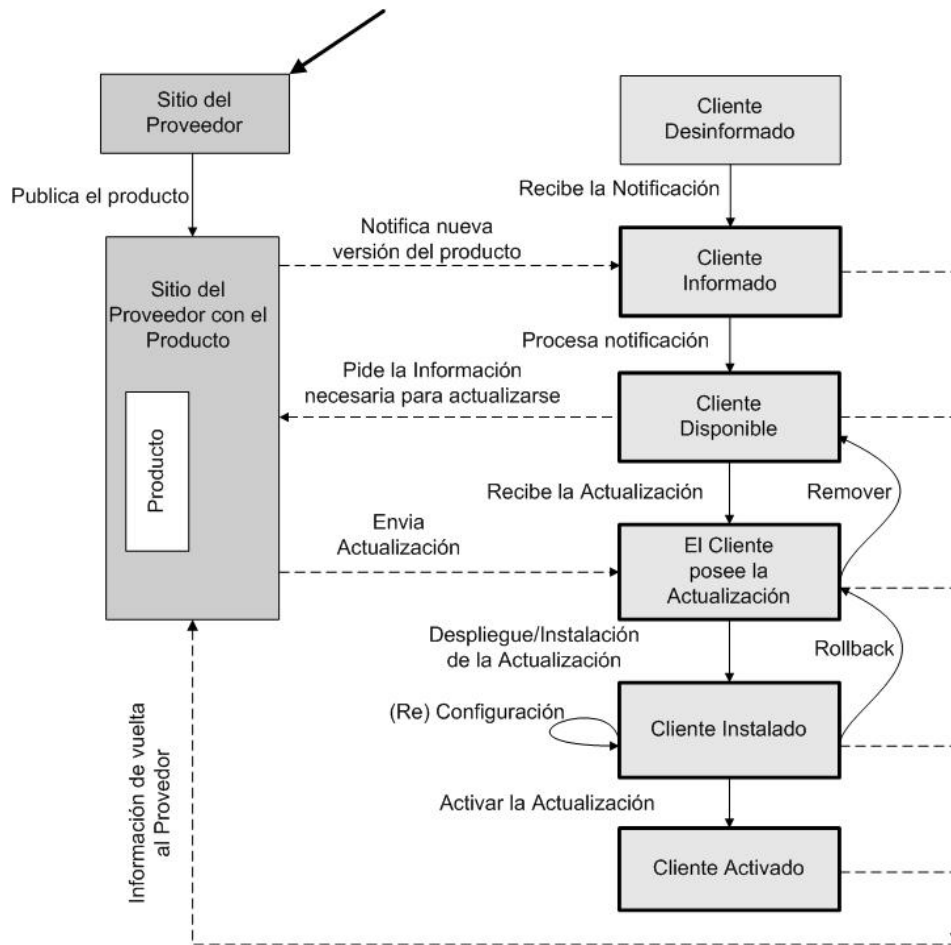 Sitio del
Proveedor
Cliente
Desinformado
Publica el producto
Recibe la Notificación
Notifica nueva
versión del producto
Cliente
Informado
Sitio del
Proveedor con el
Producto
Procesa notificación
Pide la Información
necesaria para actualizarse
Cliente
Disponible
Producto
Recibe la Actualización
Remover
Envia
Actualización
El Cliente
posee la
Actualización
Despliegue/Instalación
de la Actualización
Rollback
(Re) Configuración
Cliente Instalado
Información de vuelta
al Provedor
Activar la Actualización
Cliente Activado